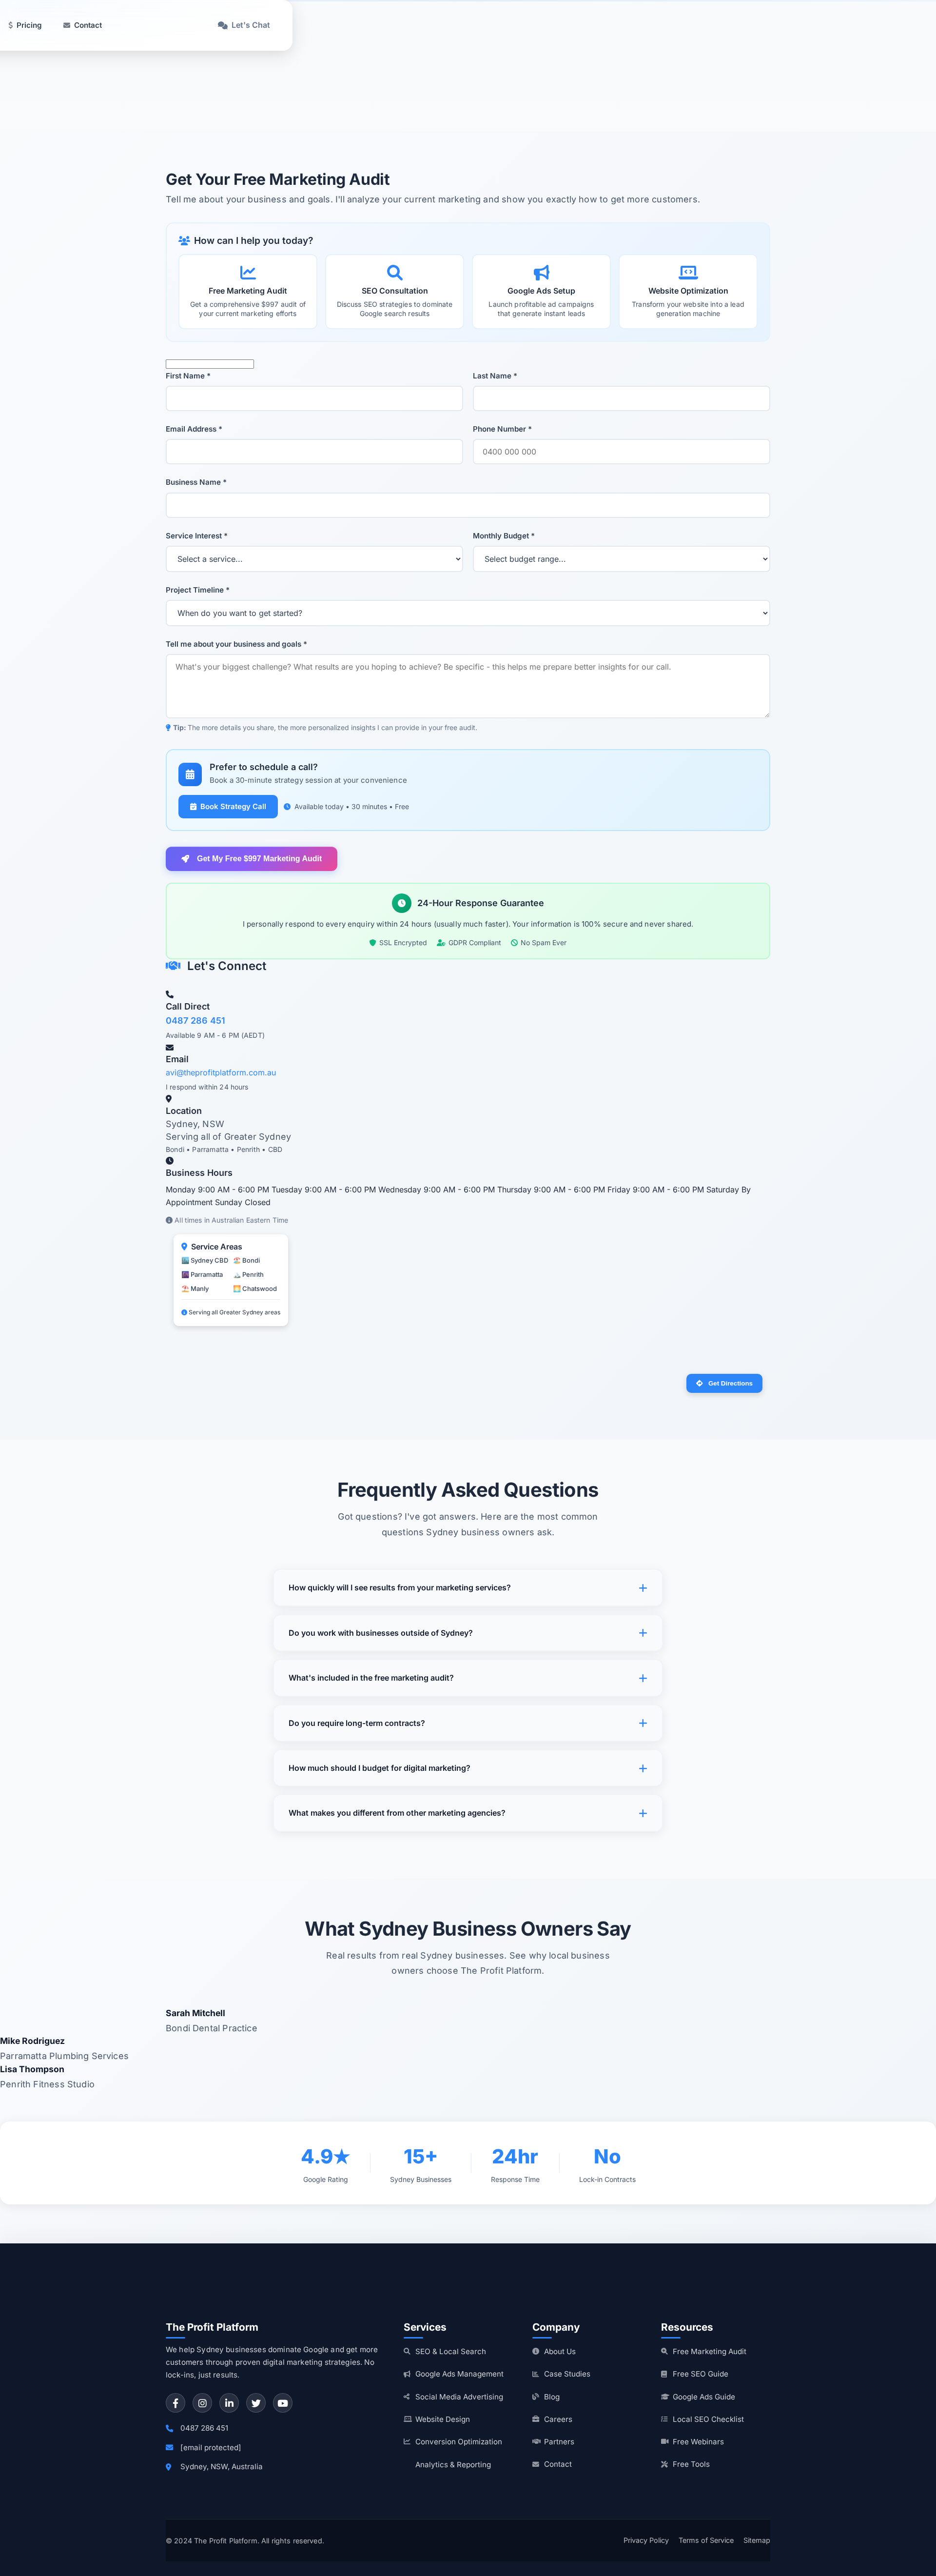 Pricing
Contact
Let's Chat
Get Your Free Marketing Audit
Tell me about your business and goals. I'll analyze your current marketing and show you exactly how to get more customers.
How can I help you today?
Free Marketing Audit
Get a comprehensive $997 audit of
your current marketing efforts
SEO Consultation
Discuss SEO strategies to dominate
Google search results
Google Ads Setup
Launch profitable ad campaigns
that generate instant leads
Website Optimization
Transform your website into a lead
generation machine
First Name *
Last Name *
Email Address *
Phone Number *
0400 000 000
Business Name *
Service Interest *
Monthly Budget *
Select a service...
Select budget range...
Project Timeline *
When do you want to get started?
Tell me about your business and goals *
What's your biggest challenge? What results are you hoping to achieve? Be specific - this helps me prepare better insights for our call.
Tip: The more details you share, the more personalized insights I can provide in your free audit.
Prefer to schedule a call?
Book a 30-minute strategy session at your convenience
Book Strategy Call
Available today • 30 minutes • Free
Get My Free $997 Marketing Audit
24-Hour Response Guarantee
I personally respond to every enquiry within 24 hours (usually much faster). Your information is 100% secure and never shared.
SSL Encrypted
GDPR Compliant
No Spam Ever
Let's Connect
Call Direct
0487 286 451
Available 9 AM - 6 PM (AEDT)
Email
avi@theprofitplatform.com.au
I respond within 24 hours
Location
Sydney, NSW
Serving all of Greater Sydney
Bondi • Parramatta • Penrith • CBD
Business Hours
Monday 9:00 AM - 6:00 PM Tuesday 9:00 AM - 6:00 PM Wednesday 9:00 AM - 6:00 PM Thursday 9:00 AM - 6:00 PM Friday 9:00 AM - 6:00 PM Saturday By
Appointment Sunday Closed
All times in Australian Eastern Time
Service Areas
Sydney CBD
Bondi
Parramatta
Penrith
Manly
Chatswood
Serving all Greater Sydney areas
Get Directions
Frequently Asked Questions
Got questions? I've got answers. Here are the most common
questions Sydney business owners ask.
How quickly will I see results from your marketing services?
Do you work with businesses outside of Sydney?
What's included in the free marketing audit?
Do you require long-term contracts?
How much should I budget for digital marketing?
What makes you different from other marketing agencies?
What Sydney Business Owners Say
Real results from real Sydney businesses. See why local business
owners choose The Profit Platform.
Sarah Mitchell
Bondi Dental Practice
Mike Rodriguez
Parramatta Plumbing Services
Lisa Thompson
Penrith Fitness Studio
4.9★
Google Rating
15+
Sydney Businesses
24hr
Response Time
No
Lock-in Contracts
The Profit Platform
We help Sydney businesses dominate Google and get more
customers through proven digital marketing strategies. No
lock-ins, just results.
0487 286 451
[email protected]
Sydney, NSW, Australia
Services
SEO & Local Search
Google Ads Management
Social Media Advertising
Website Design
Conversion Optimization
Analytics & Reporting
Company
About Us
Case Studies
Blog
Careers
Partners
Contact
Resources
Free Marketing Audit
Free SEO Guide
Google Ads Guide
Local SEO Checklist
Free Webinars
Free Tools
© 2024 The Profit Platform. All rights reserved.
Privacy Policy
Terms of Service
Sitemap